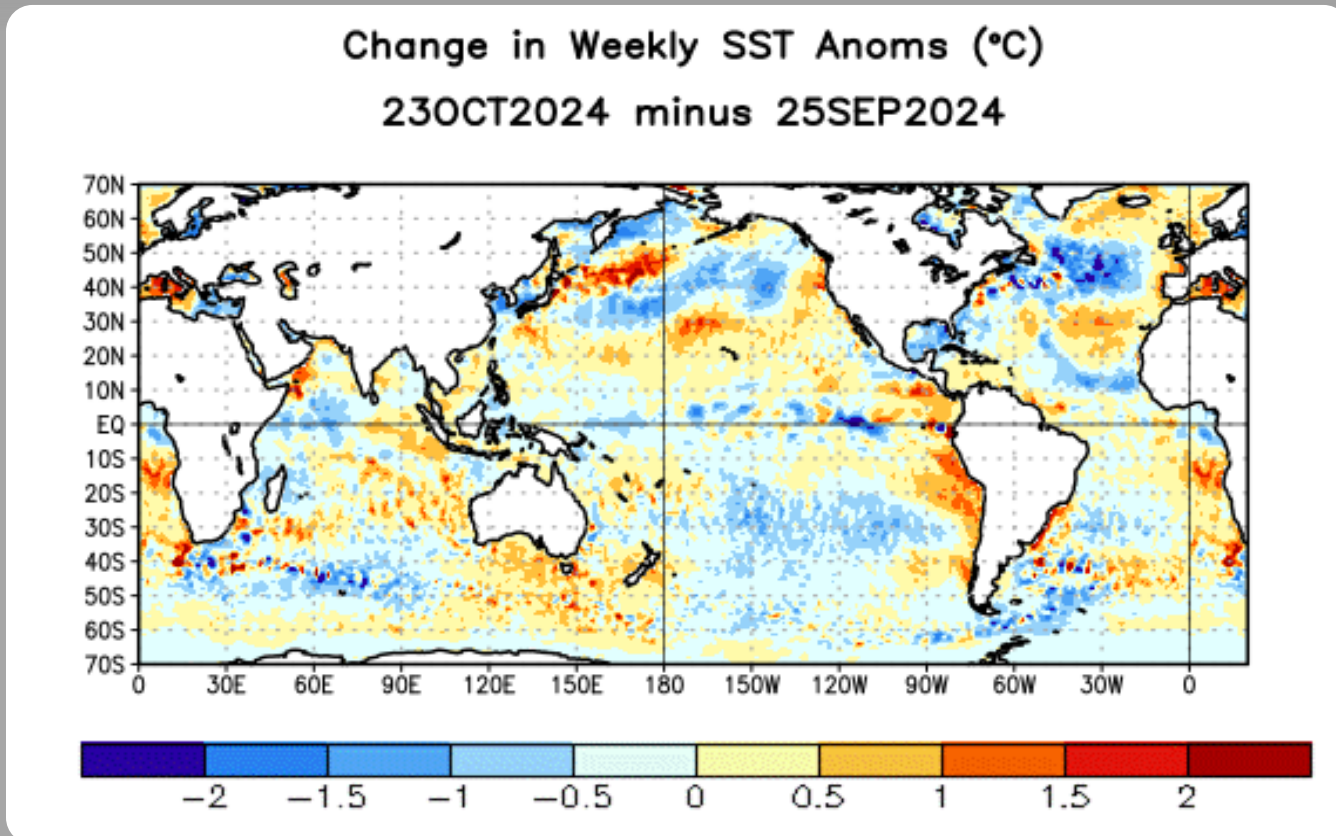 Change in Weekly SST Anoms (°C)
23OCT2024 minus 25SEP2024
70N
60N
50N
40N
30N
20N
10N
EQ
10S
20S
30S
40S
50S
60S
70S
0 30E 60E 90E 120E 150E 180 150W 120W 90W 60W 30W 0
−2 −1.5 −1 −0.5 0 0.5 1 1.5 2